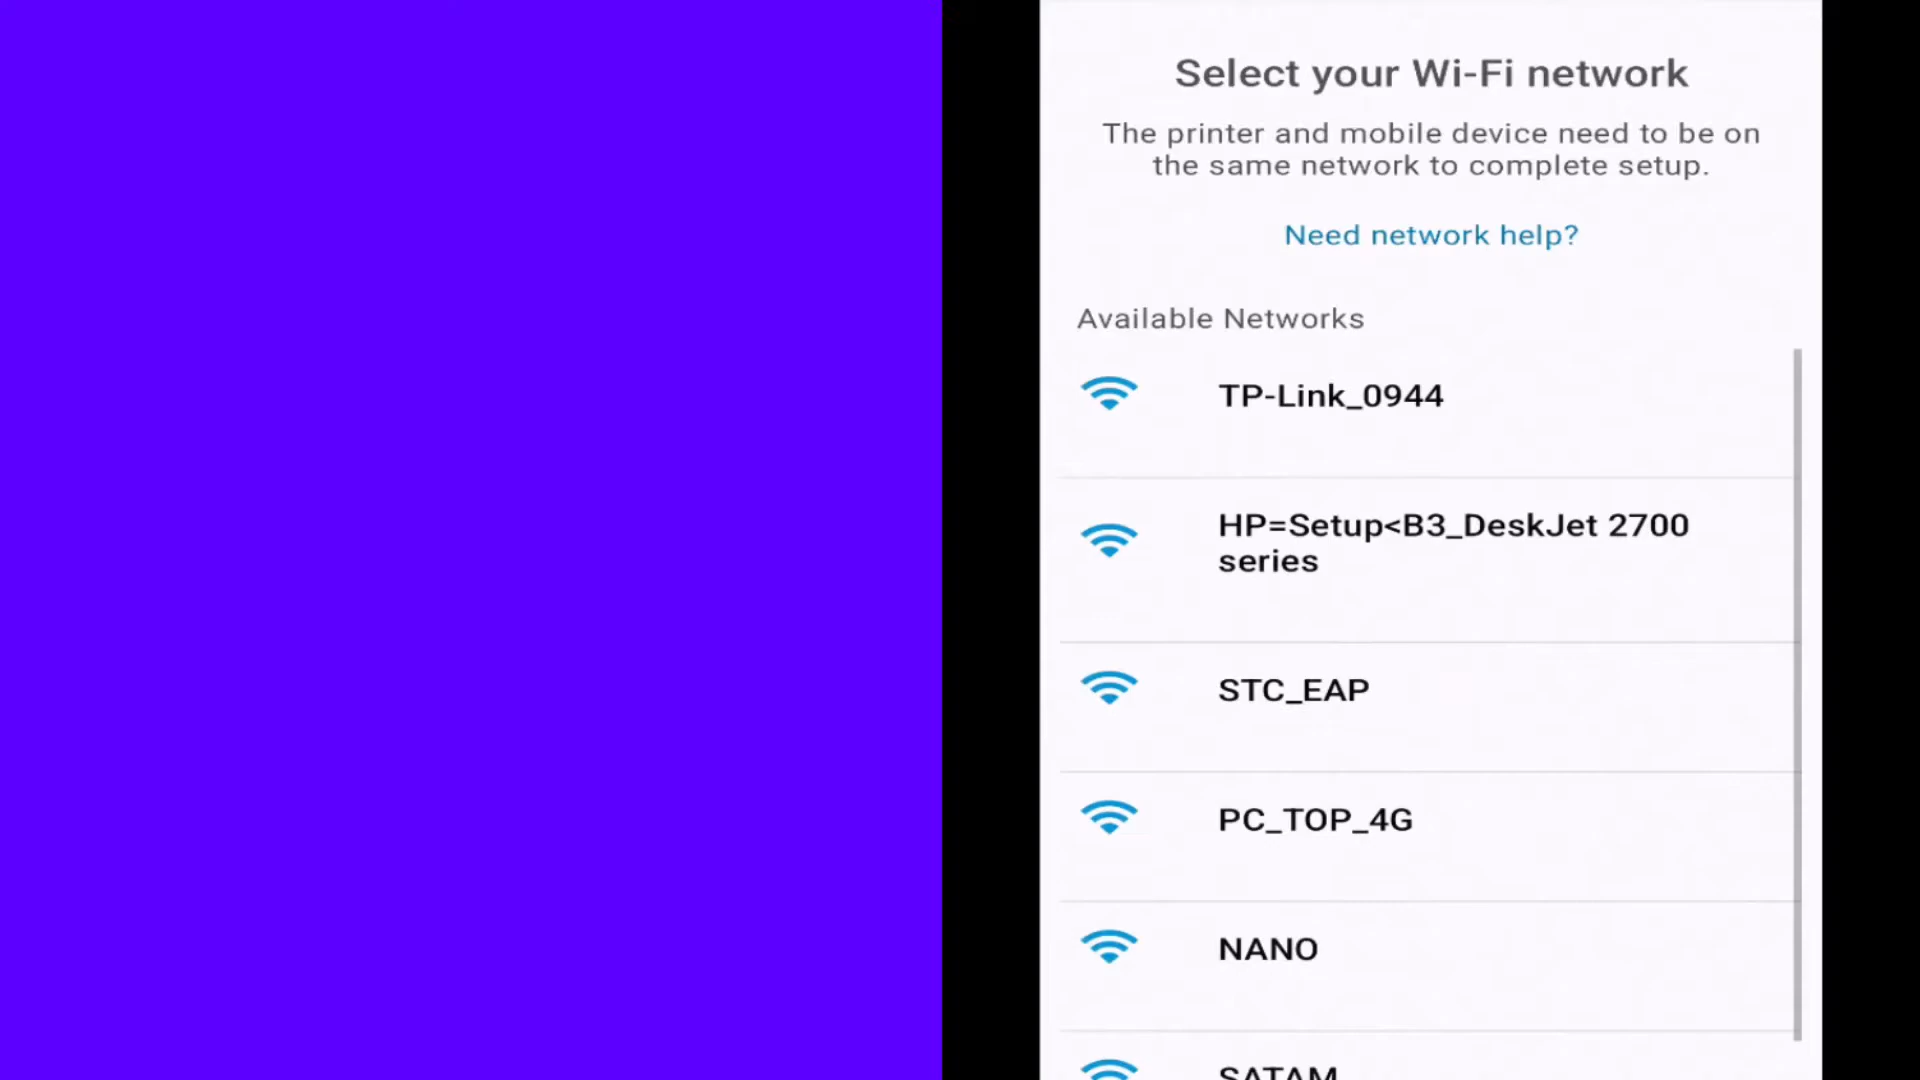 Select your Wi-Fi network
The printer and mobile device need to be on
the same network to complete setup.
Need network help?
Available Networks
TP-Link_0944
HP=Setup<B3_DeskJet 2700
series
STC_EAP
PC_TOP_4G
NANO
SATAM